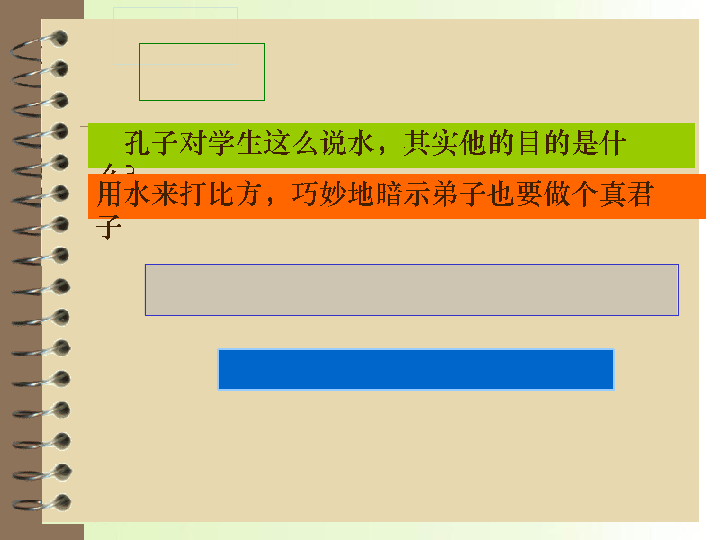 孔子对学生这么说水，其实他的目的是什
用水来打比方，巧妙地暗示弟子也要做个真君
子